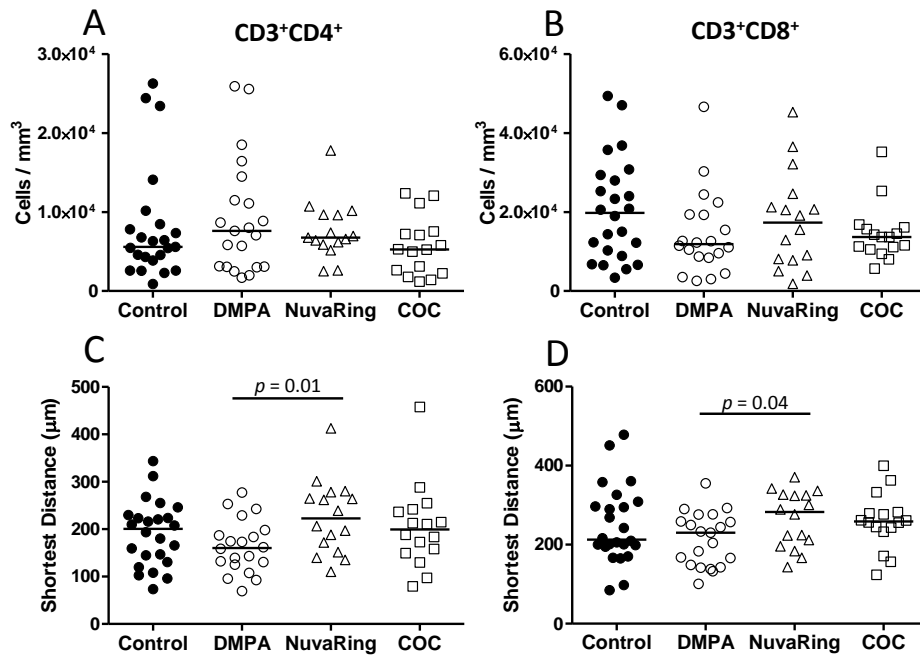 A
CD3⁺CD4⁺
3.0×10⁴
2.0×10⁴
1.0×10⁴
0
Cells / mm³
Control DMPA NuvaRing COC
B
CD3⁺CD8⁺
6.0×10⁴
4.0×10⁴
2.0×10⁴
0
Cells / mm³
Control DMPA NuvaRing COC
C
500
400
300
200
100
0
Shortest Distance (µm)
p = 0.01
Control DMPA NuvaRing COC
D
600
400
200
0
Shortest Distance (µm)
p = 0.04
Control DMPA NuvaRing COC